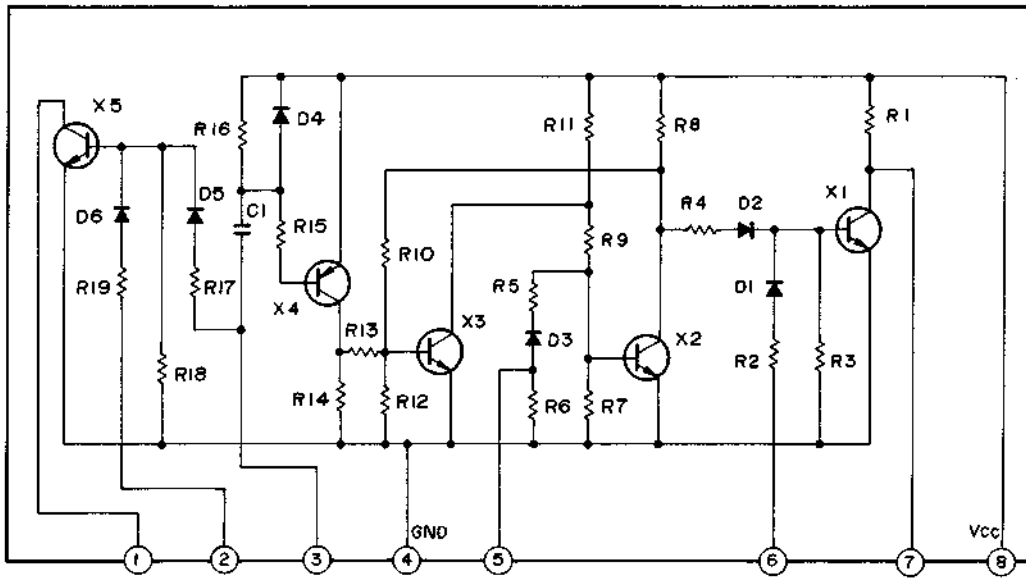 X5
R16
D4
R11
R8
R1
D6
D5
C1
R15
R10
R9
R4
D2
X1
R19
R17
X4
R13
X3
R5
D3
X2
D1
R2
R3
R18
R14
R12
R6
R7
GND
Vcc
1
2
3
4
5
6
7
8